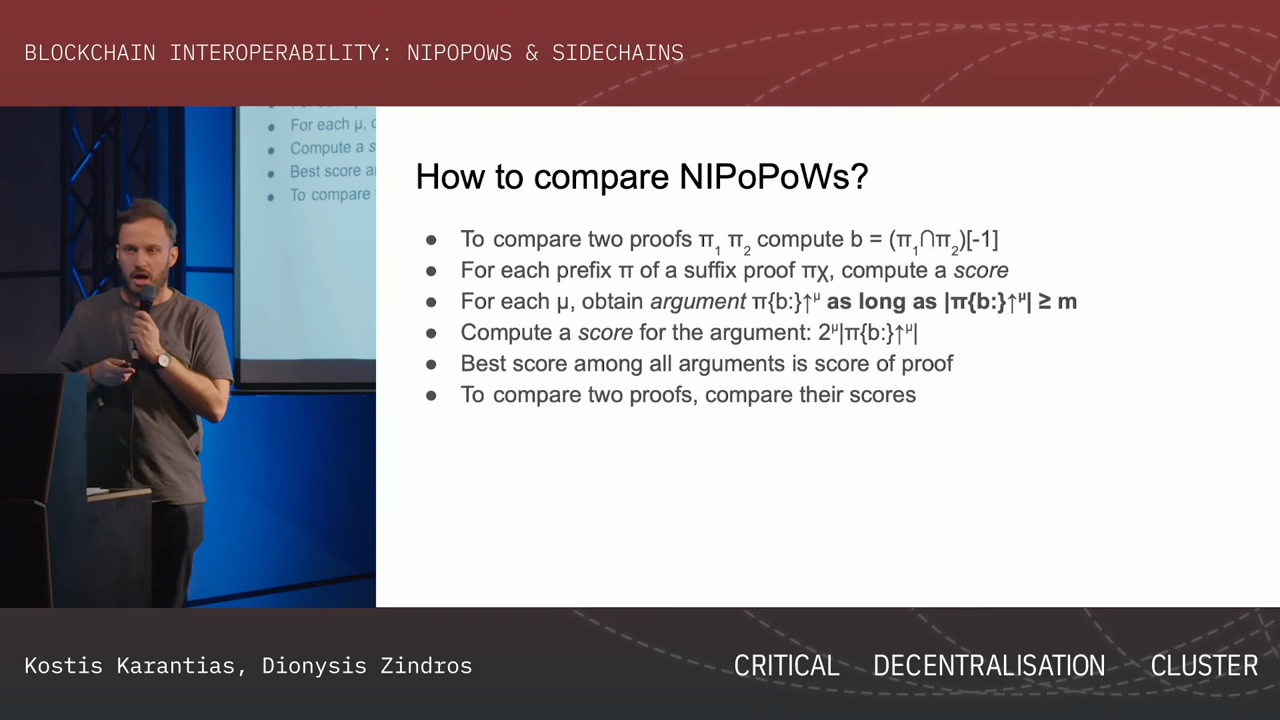 BLOCKCHAIN INTEROPERABILITY: NIPOPOWS & SIDECHAINS
For each μ, 
Compute a s
Best score a
To compare
How to compare NIPoPoWs?
● To compare two proofs π₁ π₂ compute b = (π₁∩π₂)[-1]
● For each prefix π of a suffix proof πχ, compute a score
● For each μ, obtain argument π{b:}↑ᵘ as long as |π{b:}↑ᵘ| ≥ m
● Compute a score for the argument: 2ᵘ|π{b:}↑ᵘ|
● Best score among all arguments is score of proof
● To compare two proofs, compare their scores
Kostis Karantias, Dionysis Zindros
CRITICAL DECENTRALISATION CLUSTER